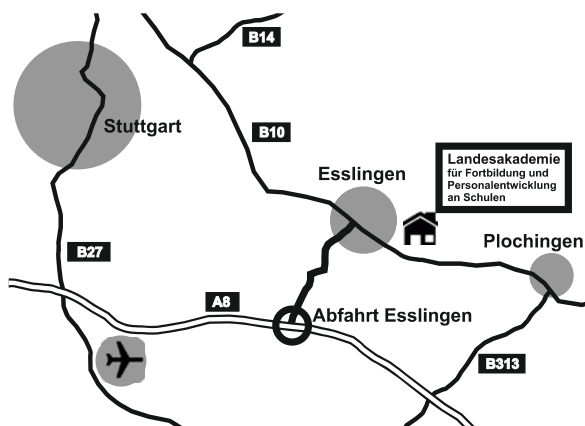 B14
Stuttgart
B10
Landesakademie
für Fortbildung und
Personalentwicklung
an Schulen
Esslingen
Plochingen
B27
A8
Abfahrt Esslingen
B313